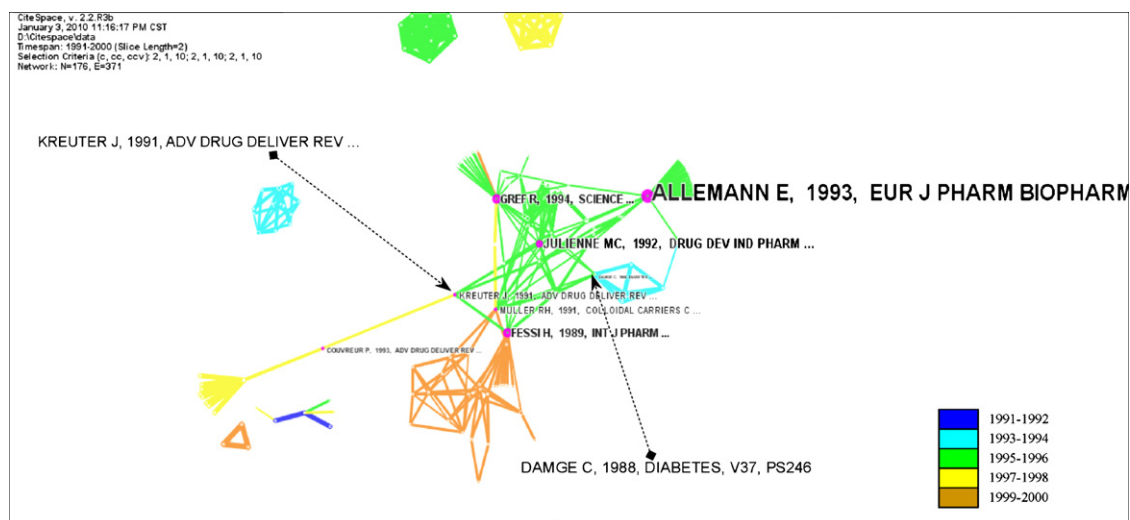 CiteSpace, v. 2.2.R3b
January 3, 2010 11:16:17 PM CST
D:\Citespace\data
Timespan: 1991-2000 (Slice Length=2)
Selection Criteria (c, cc, ccv): 2, 1, 10; 2, 1, 10; 2, 1, 10
Network: N=176, E=371
KREUTER J, 1991, ADV DRUG DELIVER REV ...
ALLEMANN E, 1993, EUR J PHARM BIOPHARM
GREF R, 1994, SCIENCE ...
JULIENNE MC, 1992, DRUG DEV IND PHARM ...
KREUTER J, 1991, ADV DRUG DELIVER REV ...
MULLER RH, 1991, COLLOIDAL CARRIERS C ...
FESSI H, 1989, INT J PHARM ...
COUVREUR P, 1993, ADV DRUG DELIVER REV ...
DAMGE C, 1988, DIABETES, V37, PS246
1991-1992
1993-1994
1995-1996
1997-1998
1999-2000